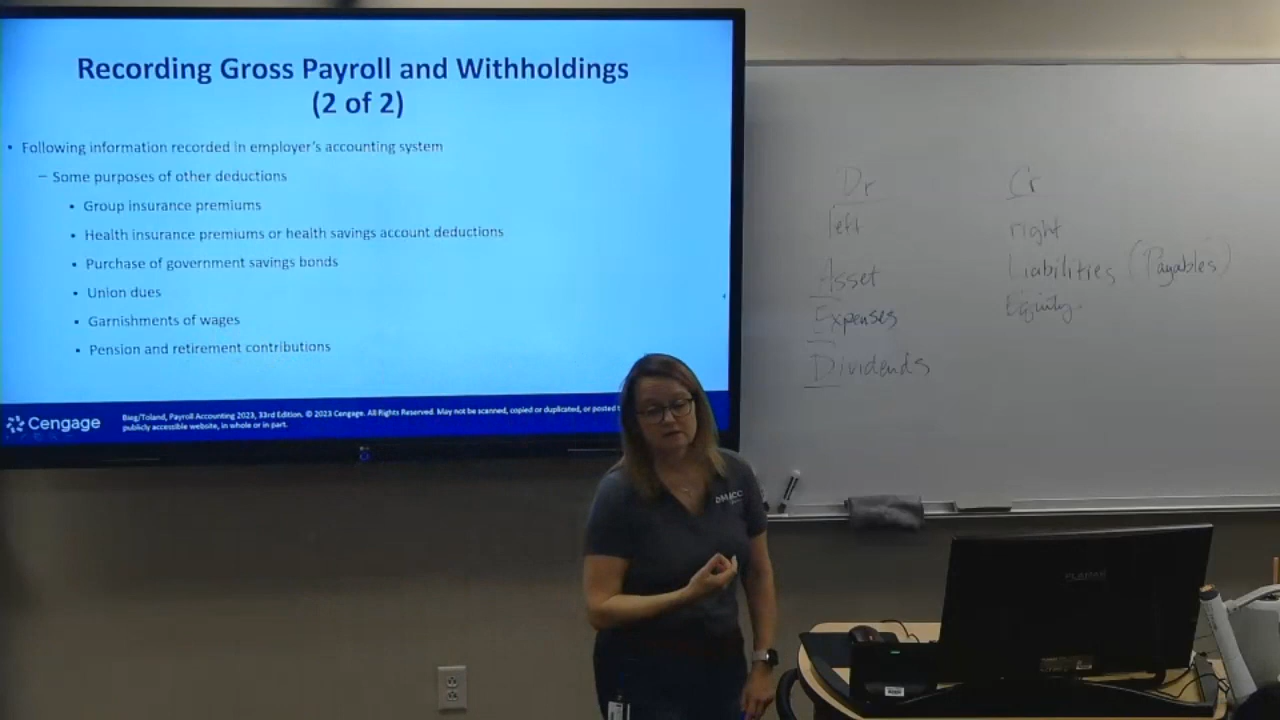 Recording Gross Payroll and Withholdings
(2 of 2)
• Following information recorded in employer's accounting system
– Some purposes of other deductions
• Group insurance premiums
• Health insurance premiums or health savings account deductions
• Purchase of government savings bonds
• Union dues
• Garnishments of wages
• Pension and retirement contributions
Cengage
Bieg/Toland, Payroll Accounting 2023, 33rd Edition. © 2023 Cengage. All Rights Reserved. May not be scanned, copied or duplicated, or posted
publicly accessible website, in whole or in part.
Dr
left
Asset
Expenses
Dividends
Cr
right
Liabilities (Payables)
Equity